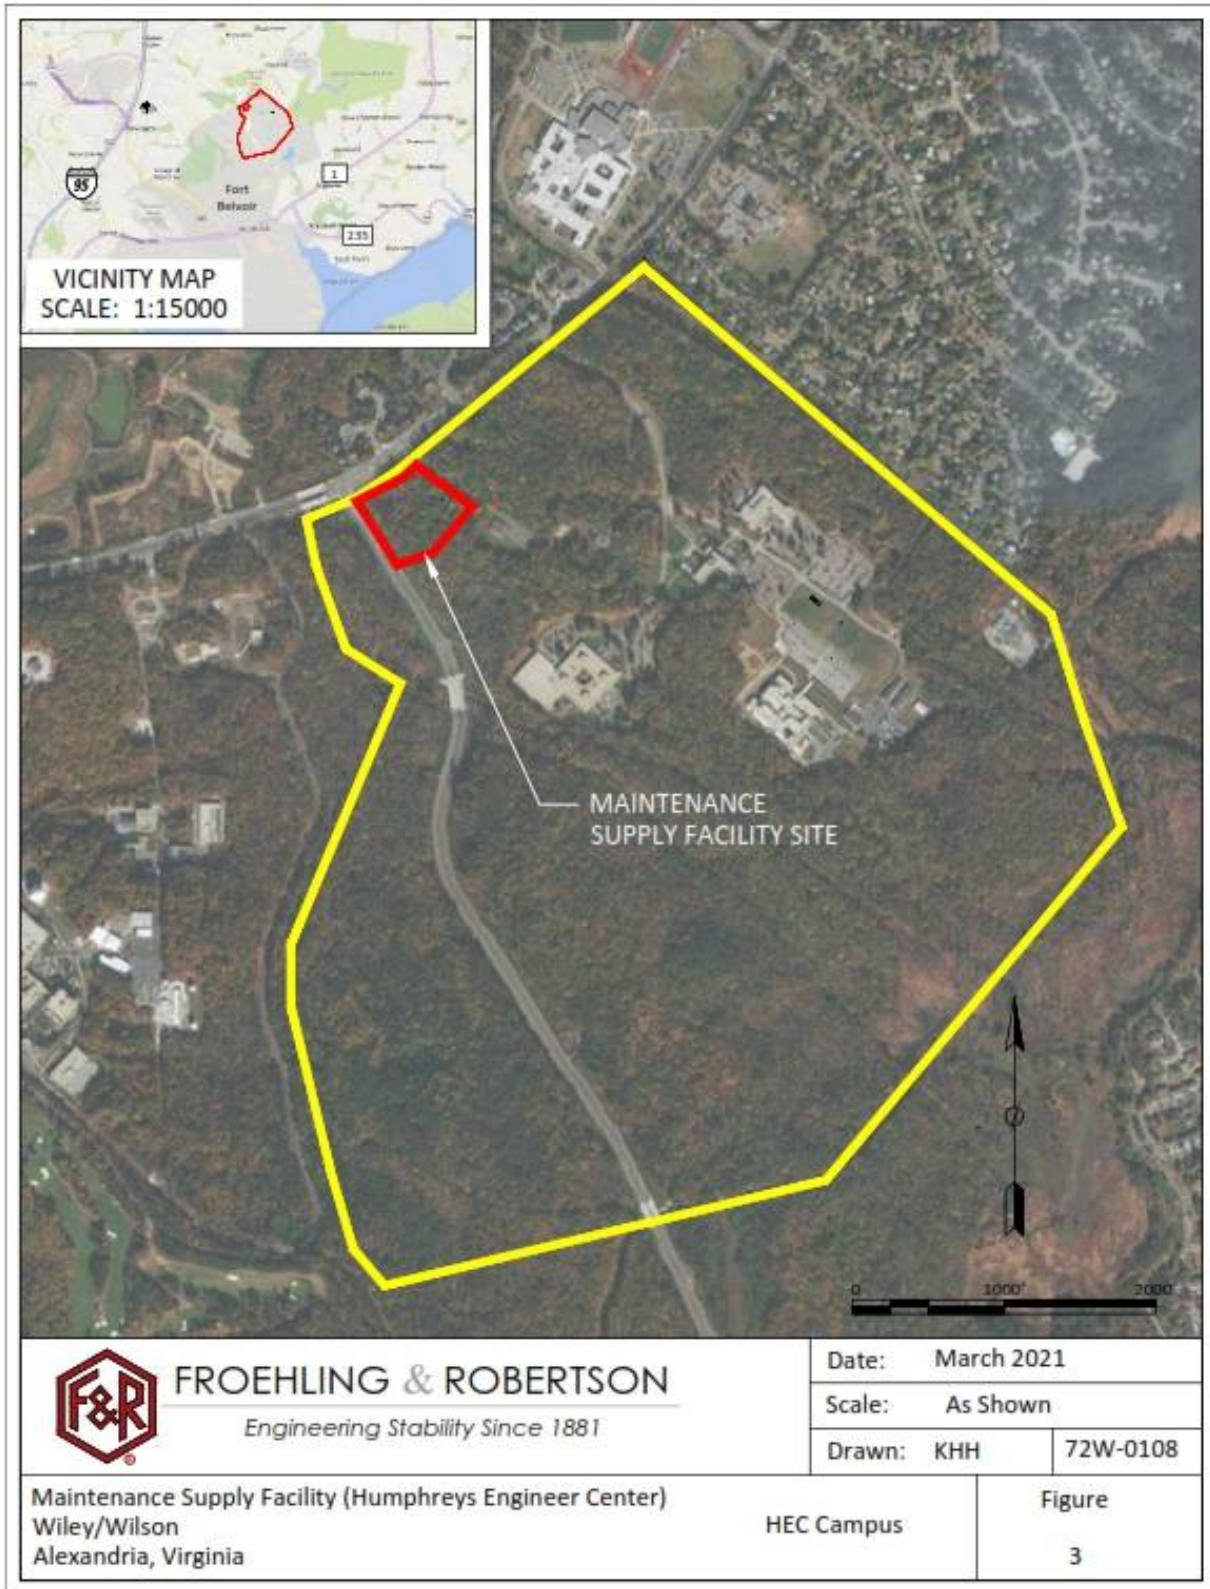 95
Fort
Belvoir
1
235
VICINITY MAP
SCALE: 1:15000
MAINTENANCE
SUPPLY FACILITY SITE
0 1000' 2000
F&R
®
FROEHLING & ROBERTSON
Engineering Stability Since 1881
Date: March 2021
Scale: As Shown
Drawn: KHH 72W-0108
Maintenance Supply Facility (Humphreys Engineer Center)
Wiley/Wilson
Alexandria, Virginia
HEC Campus
Figure
3